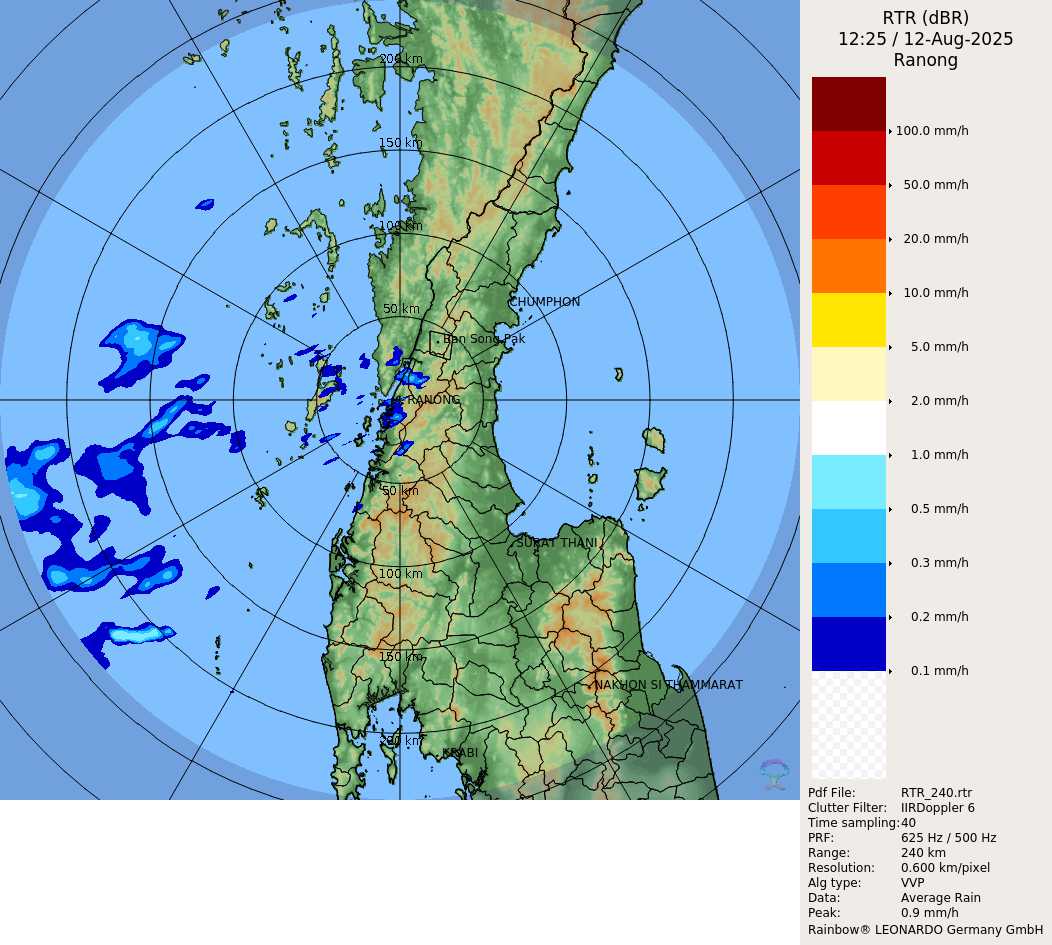 RTR (dBR)
12:25 / 12-Aug-2025
Ranong
100.0 mm/h
50.0 mm/h
20.0 mm/h
10.0 mm/h
5.0 mm/h
2.0 mm/h
1.0 mm/h
0.5 mm/h
0.3 mm/h
0.2 mm/h
0.1 mm/h
200 km
150 km
100 km
CHUMPHON
50 km
Ban Song Pak
RANONG
50 km
SURAT THANI
100 km
150 km
NAKHON SI THAMMARAT
200 km
KRABI
Pdf File: RTR_240.rtr
Clutter Filter: IIRDoppler 6
Time sampling:40
PRF: 625 Hz / 500 Hz
Range: 240 km
Resolution: 0.600 km/pixel
Alg type: VVP
Data: Average Rain
Peak: 0.9 mm/h
Rainbow® LEONARDO Germany GmbH